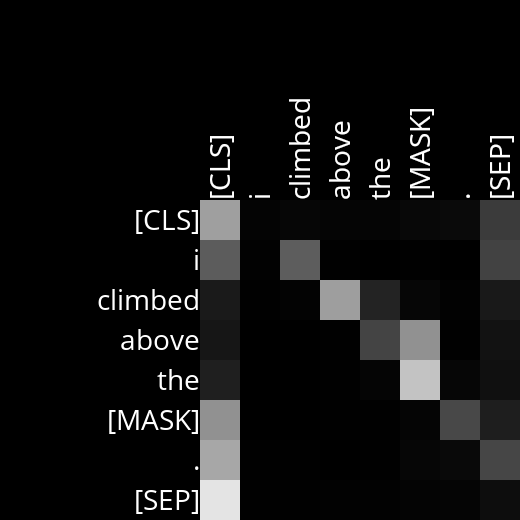 [CLS]
i
climbed
above
the
[MASK]
.
[SEP]
[CLS]
i
climbed
above
the
[MASK]
.
[SEP]